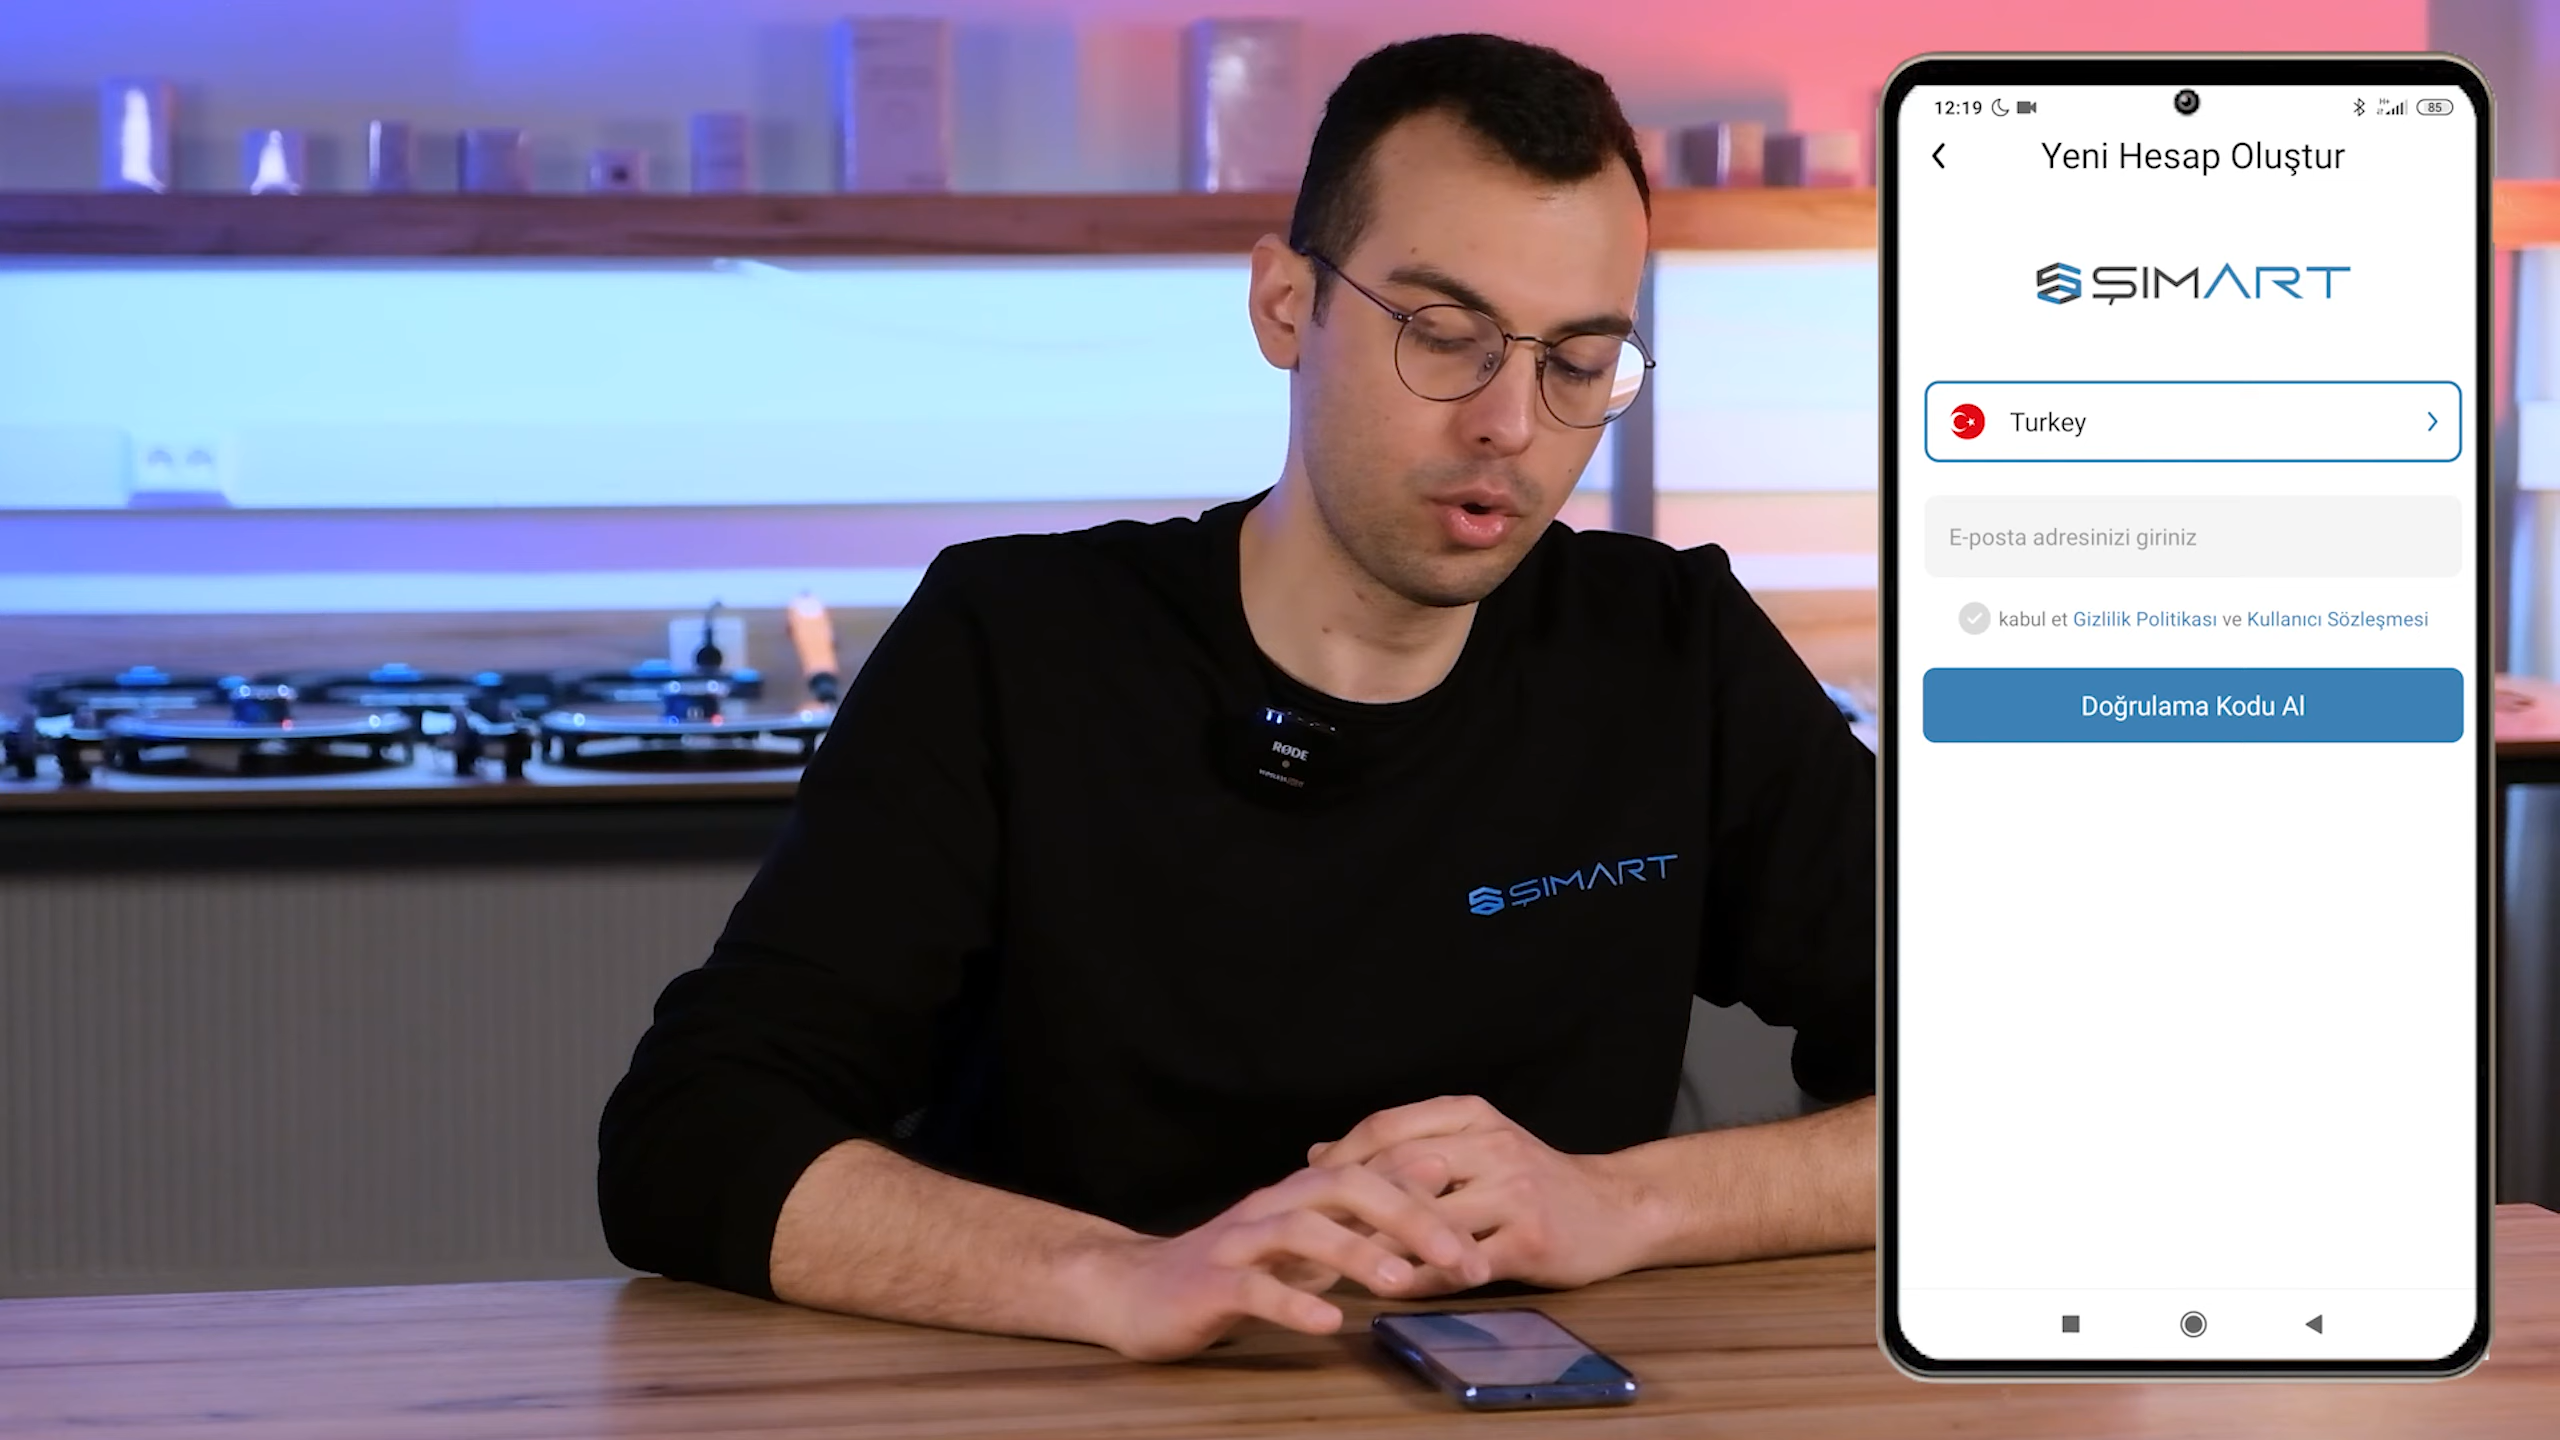 12:19
85
Yeni Hesap Oluştur
ŞIMART
Turkey
E-posta adresinizi giriniz
kabul et Gizlilik Politikası ve Kullanıcı Sözleşmesi
Doğrulama Kodu Al
RØDE
ŞIMART